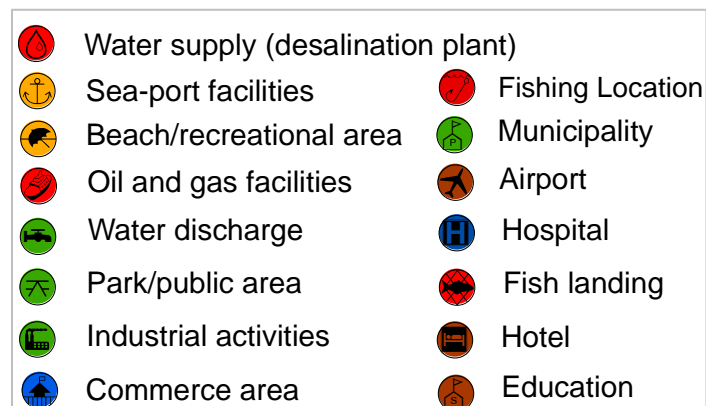 Water supply (desalination plant)
Sea-port facilities
Beach/recreational area
Oil and gas facilities
Water discharge
Park/public area
Industrial activities
Commerce area
Fishing Location
P
Municipality
Airport
H
Hospital
Fish landing
Hotel
S
Education